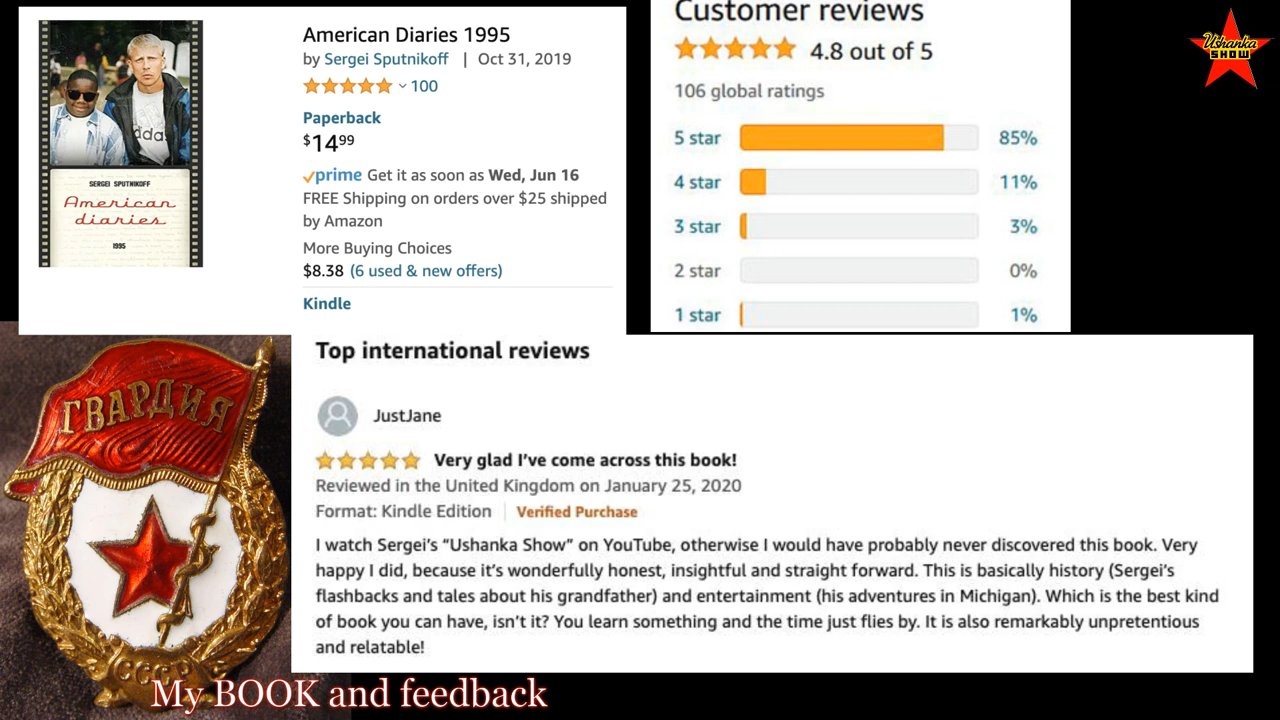 SERGEI SPUTNIKOFF
American
diaries
1995
adidas
American Diaries 1995
by Sergei Sputnikoff | Oct 31, 2019
100
Paperback
$14 99
prime Get it as soon as Wed, Jun 16
FREE Shipping on orders over $25 shipped
by Amazon
More Buying Choices
$8.38 (6 used & new offers)
Kindle
Customer reviews
4.8 out of 5
106 global ratings
5 star 85%
4 star 11%
3 star 3%
2 star 0%
1 star 1%
Ushanka
SHOW
ГВАРДИЯ
СССР
Top international reviews
JustJane
Very glad I’ve come across this book!
Reviewed in the United Kingdom on January 25, 2020
Format: Kindle Edition | Verified Purchase
I watch Sergei’s “Ushanka Show” on YouTube, otherwise I would have probably never discovered this book. Very
happy I did, because it’s wonderfully honest, insightful and straight forward. This is basically history (Sergei’s
flashbacks and tales about his grandfather) and entertainment (his adventures in Michigan). Which is the best kind
of book you can have, isn’t it? You learn something and the time just flies by. It is also remarkably unpretentious
and relatable!
My BOOK and feedback